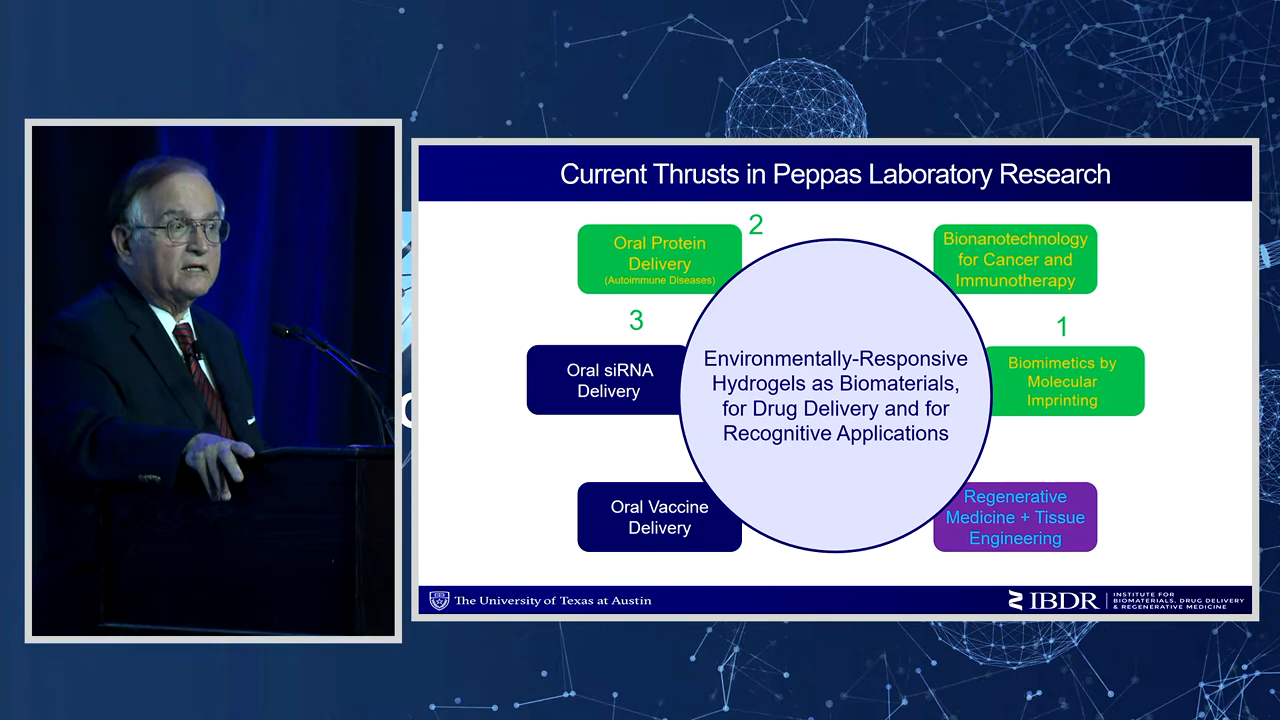 Current Thrusts in Peppas Laboratory Research
2
Oral Protein
Delivery
(Autoimmune Diseases)
Bionanotechnology
for Cancer and
Immunotherapy
3
1
Oral siRNA
Delivery
Environmentally-Responsive
Hydrogels as Biomaterials,
for Drug Delivery and for
Recognitive Applications
Biomimetics by
Molecular
Imprinting
Oral Vaccine
Delivery
Regenerative
Medicine + Tissue
Engineering
The University of Texas at Austin
IBDR
INSTITUTE FOR
BIOMATERIALS, DRUG DELIVERY
& REGENERATIVE MEDICINE